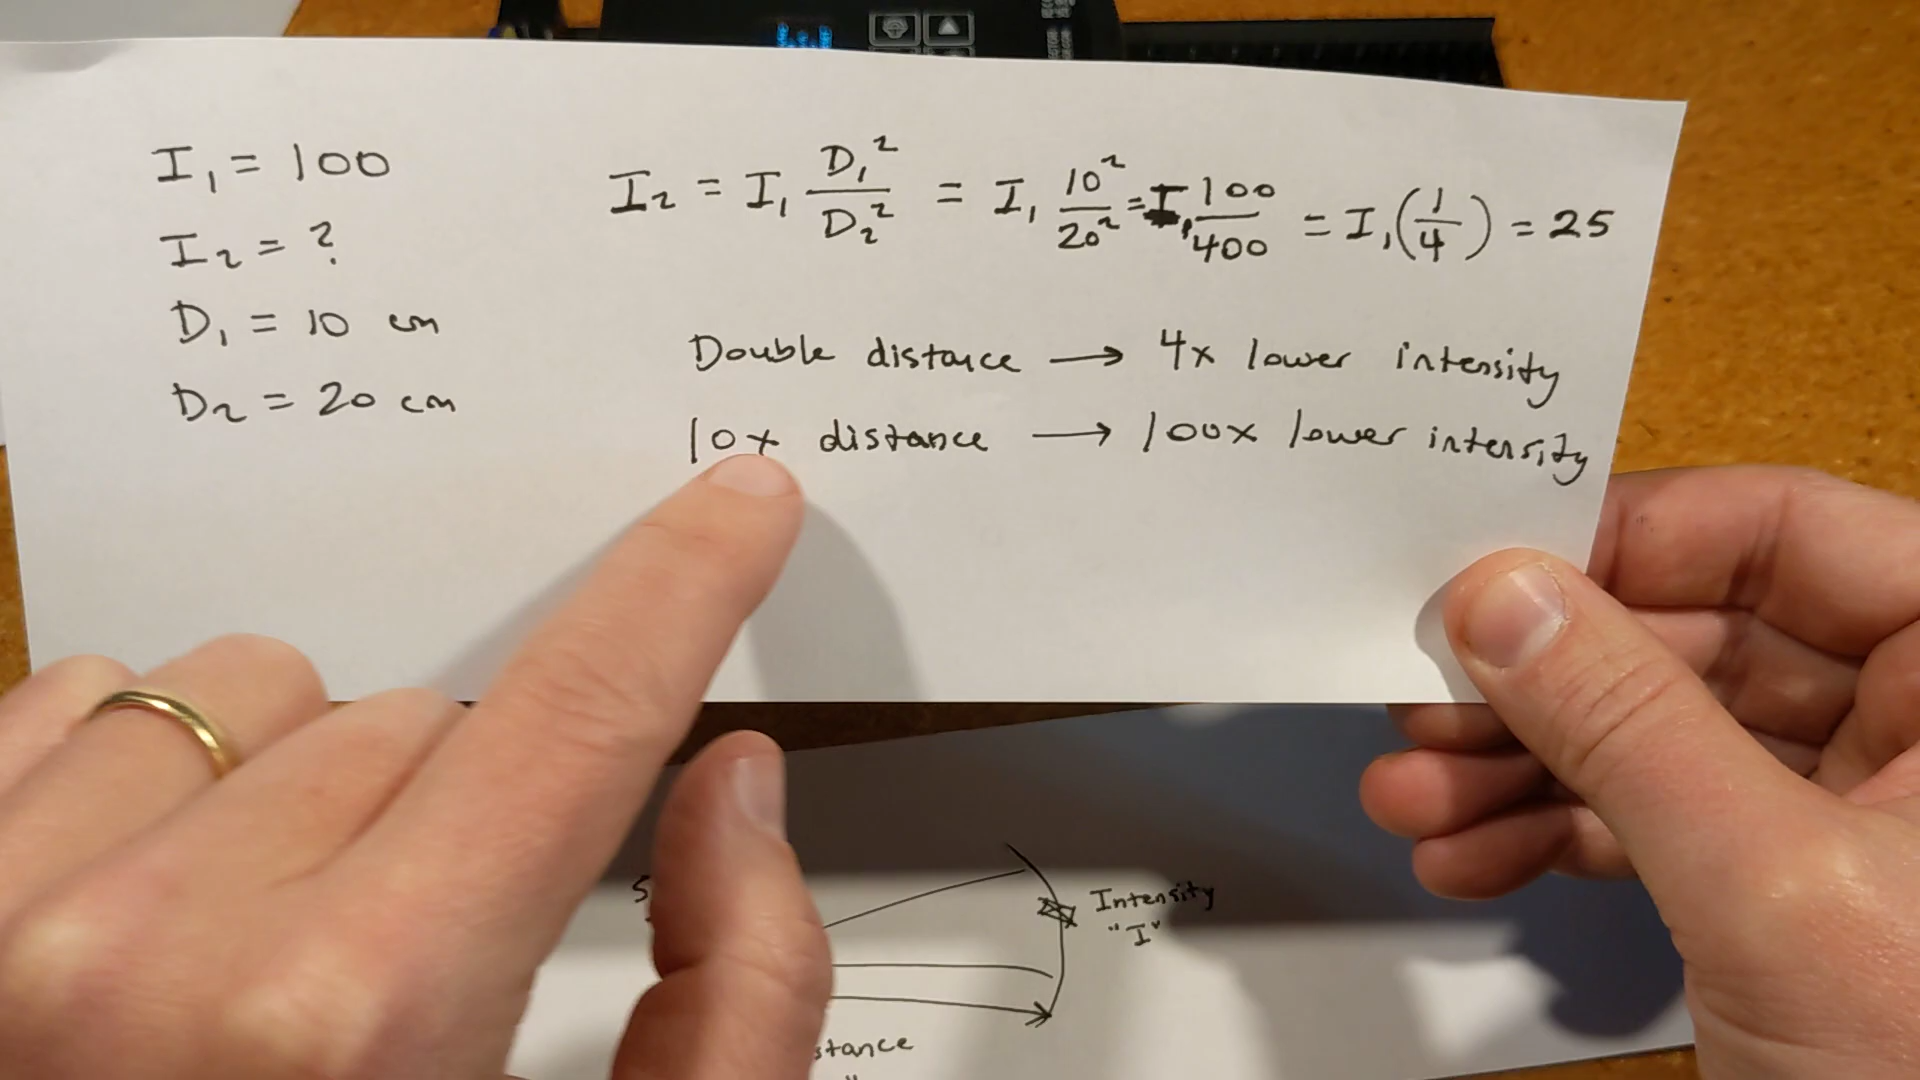 I₁ = 100
I₂ = ?
D₁ = 10 cm
D₂ = 20 cm
I₂ = I₁ D₁²/D₂² = I₁ 10²/20² = I₁ 100/400 = I₁(1/4) = 25
Double distance → 4x lower intensity
10x distance → 100x lower intensity
Intensity
"I"
stance